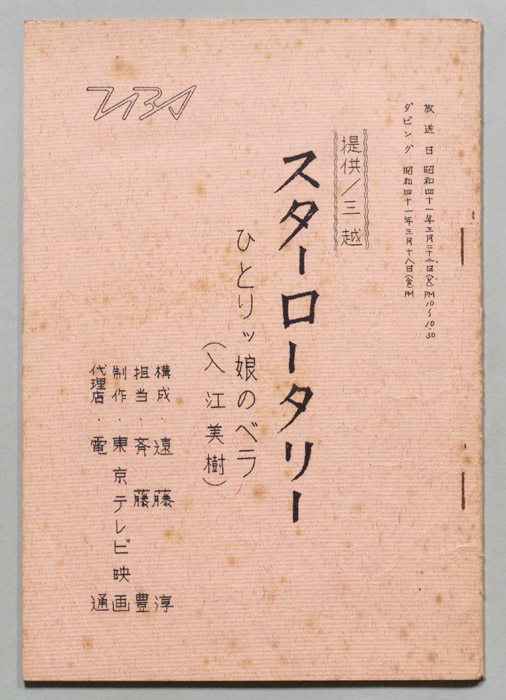 放送日 昭和四十一年三月二十二日(火)PM10〜10.30
ダビング 昭和四十一年三月十八日(金)PM
提供/三越
スターロータリー
ひとりッ娘のベラ
(入江美樹)
構成・遠藤淳
担当・斉藤豊
制作・東京テレビ映画
代理店・電通
TBS